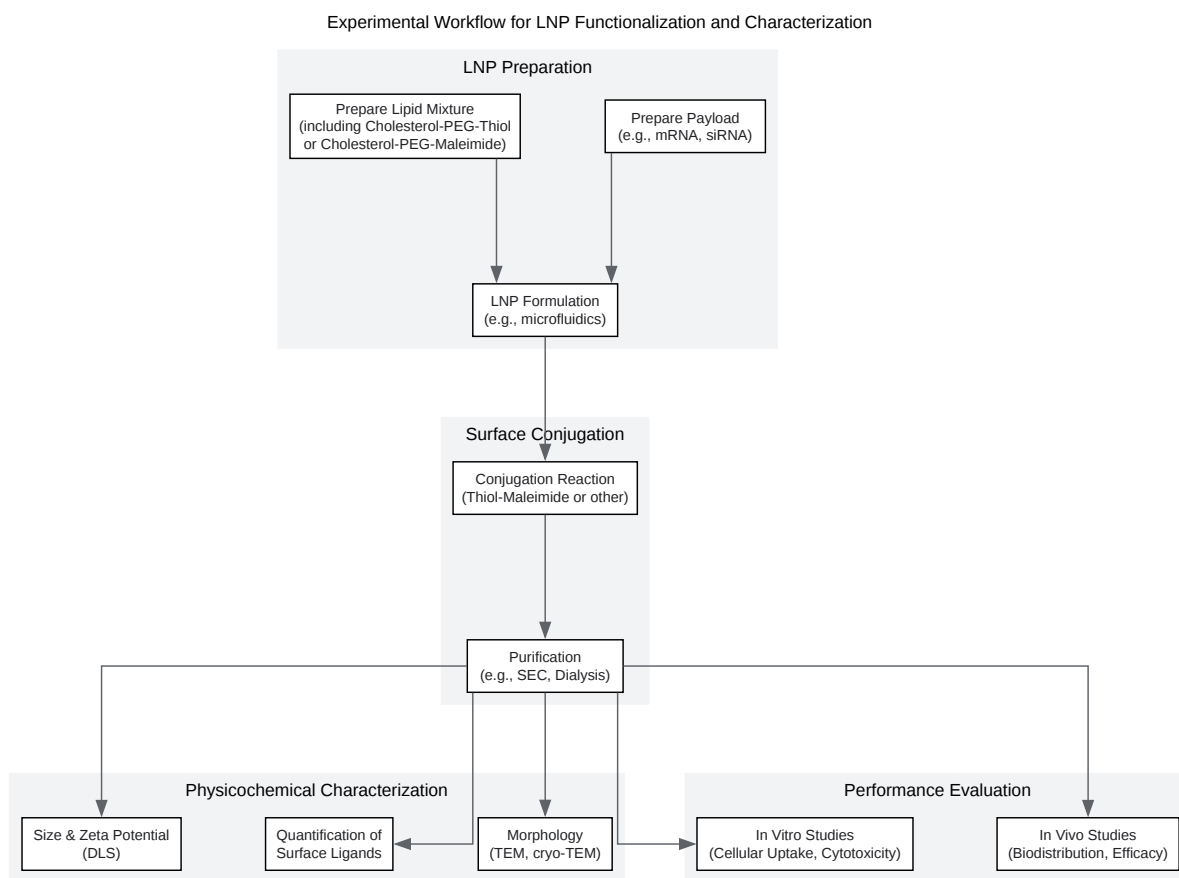 Experimental Workflow for LNP Functionalization and Characterization
LNP Preparation
Prepare Lipid Mixture
(including Cholesterol-PEG-Thiol
or Cholesterol-PEG-Maleimide)
Prepare Payload
(e.g., mRNA, siRNA)
LNP Formulation
(e.g., microfluidics)
Surface Conjugation
Conjugation Reaction
(Thiol-Maleimide or other)
Purification
(e.g., SEC, Dialysis)
Physicochemical Characterization
Size & Zeta Potential
(DLS)
Quantification of
Surface Ligands
Morphology
(TEM, cryo-TEM)
Performance Evaluation
In Vitro Studies
(Cellular Uptake, Cytotoxicity)
In Vivo Studies
(Biodistribution, Efficacy)